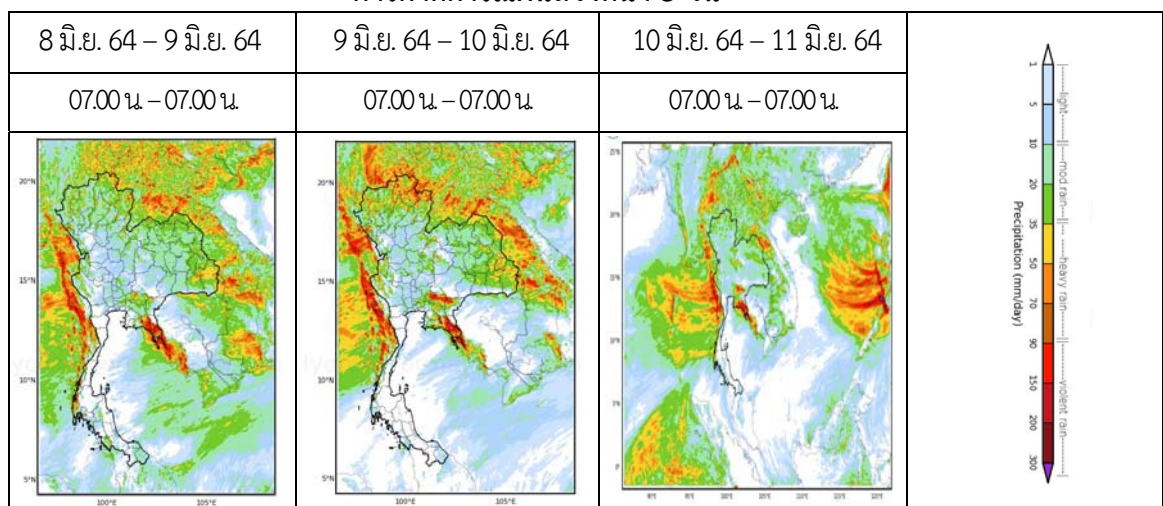 8 มิ.ย. 64 – 9 มิ.ย. 64
9 มิ.ย. 64 – 10 มิ.ย. 64
10 มิ.ย. 64 – 11 มิ.ย. 64
07.00 น. – 07.00 น.
07.00 น. – 07.00 น.
07.00 น. – 07.00 น.
20°N
15°N
10°N
5°N
100°E
105°E
20°N
15°N
10°N
5°N
100°E
105°E
1
5
10
20
35
50
70
90
150
200
300
light
mod rain
heavy rain
violent rain
Precipitation (mm/day)